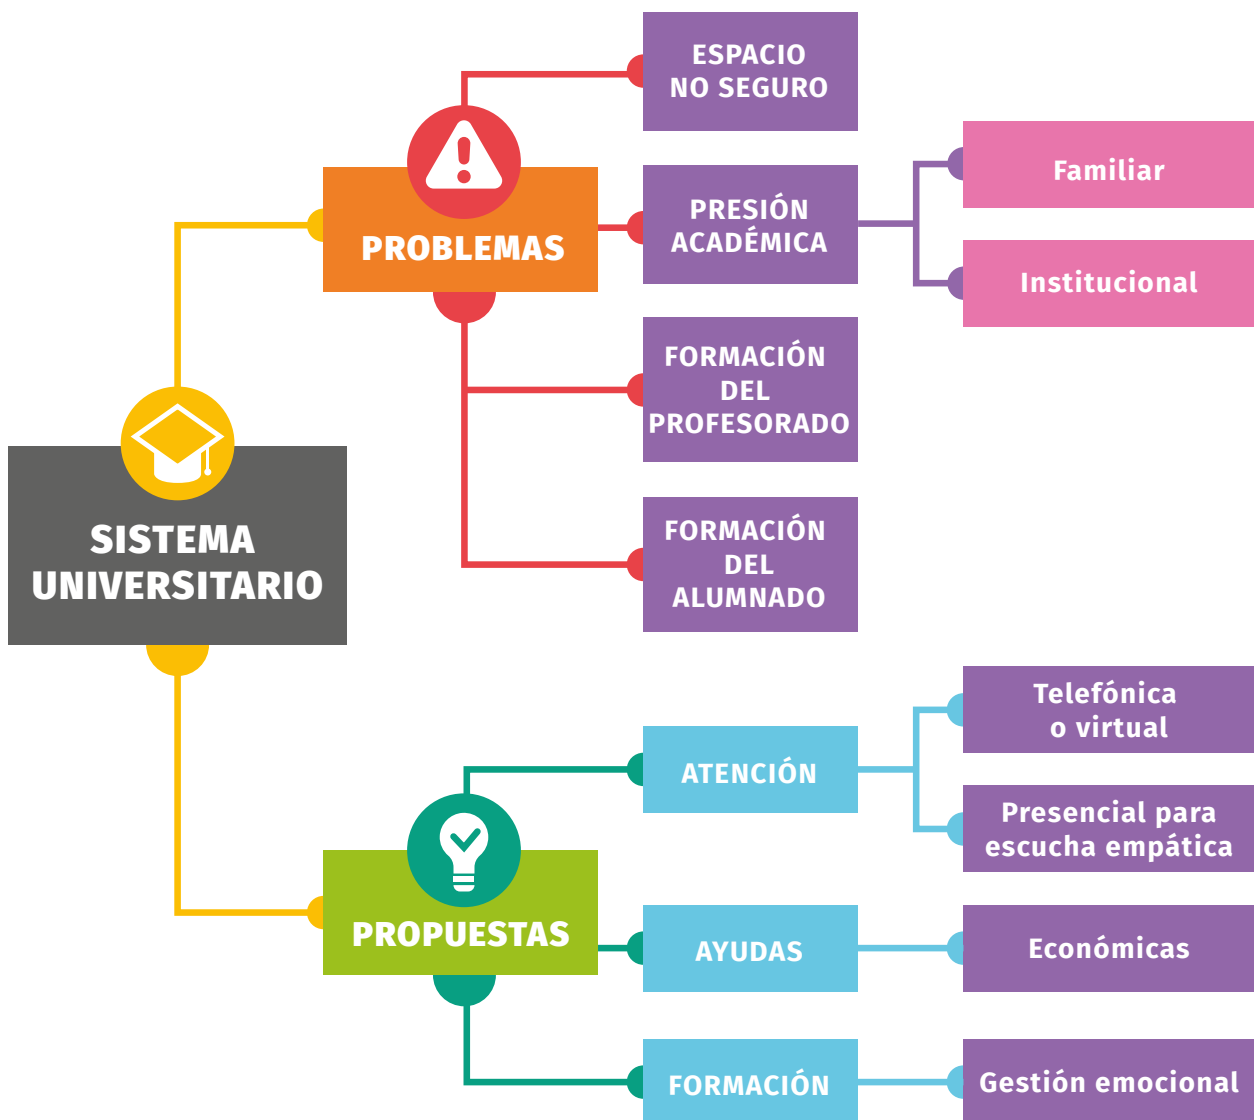 ESPACIO
NO SEGURO
PROBLEMAS
PRESIÓN
ACADÉMICA
Familiar
Institucional
FORMACIÓN
DEL
PROFESORADO
FORMACIÓN
DEL
ALUMNADO
SISTEMA
UNIVERSITARIO
PROPUESTAS
ATENCIÓN
Telefónica
o virtual
Presencial para
escucha empática
AYUDAS
Económicas
FORMACIÓN
Gestión emocional